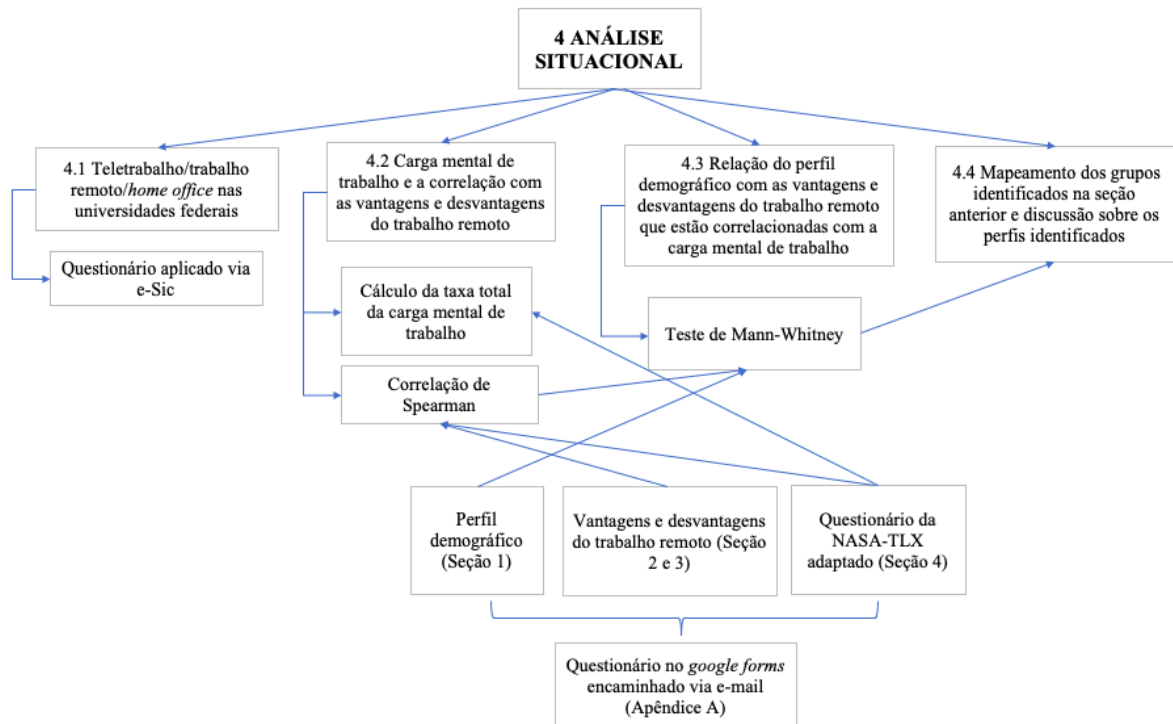 4 ANÁLISE
SITUACIONAL
4.1 Teletrabalho/trabalho
remoto/home office nas
universidades federais
4.2 Carga mental de
trabalho e a correlação com
as vantagens e desvantagens
do trabalho remoto
4.3 Relação do perfil
demográfico com as vantagens e
desvantagens do trabalho remoto
que estão correlacionadas com a
carga mental de trabalho
4.4 Mapeamento dos grupos
identificados na seção
anterior e discussão sobre os
perfis identificados
Questionário aplicado via
e-Sic
Cálculo da taxa total
da carga mental de
trabalho
Teste de Mann-Whitney
Correlação de
Spearman
Perfil
demográfico
(Seção 1)
Vantagens e desvantagens
do trabalho remoto (Seção
2 e 3)
Questionário da
NASA-TLX
adaptado (Seção 4)
Questionário no google forms
encaminhado via e-mail
(Apêndice A)